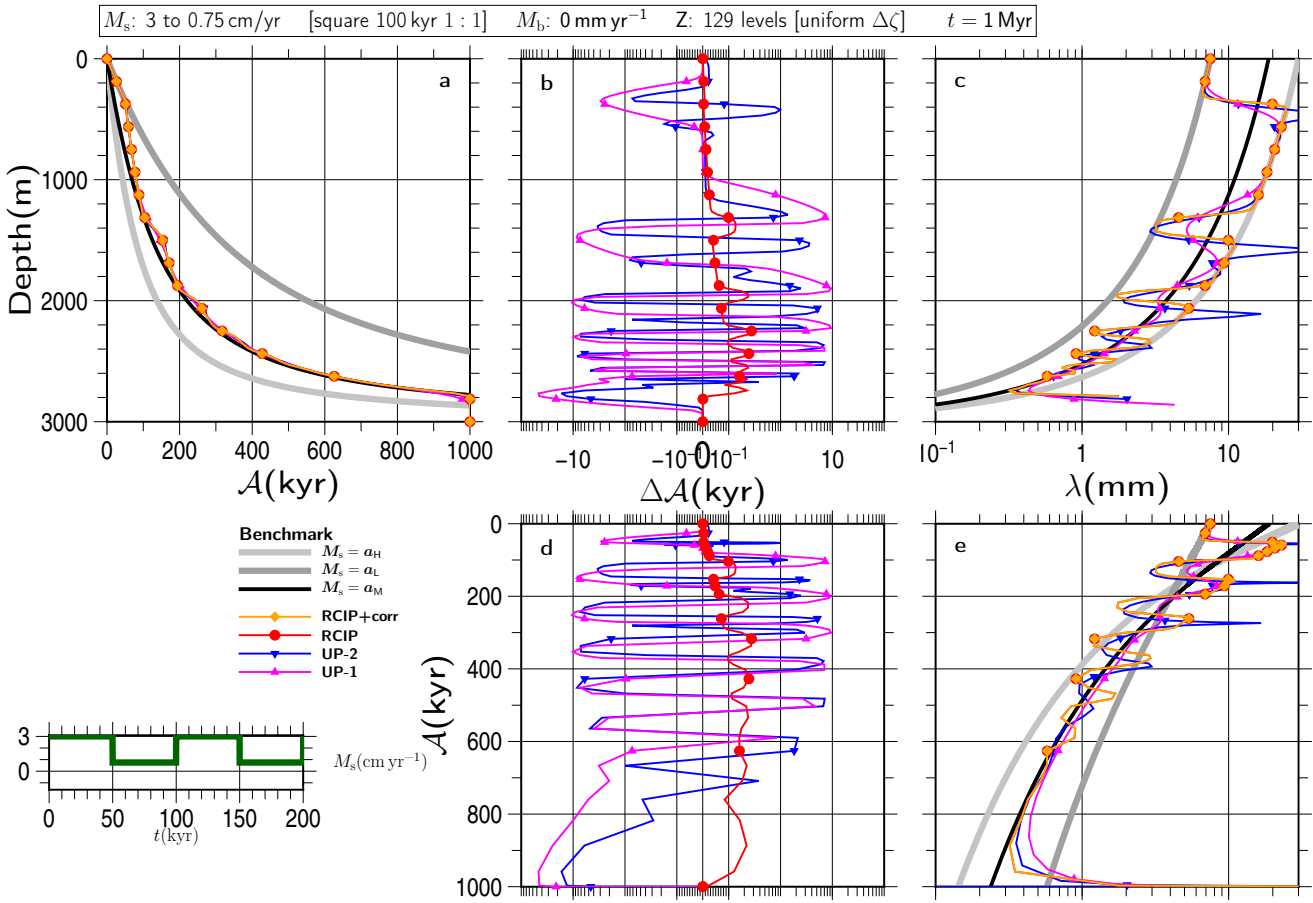 Mₛ: 3 to 0.75 cm/yr [square 100 kyr 1 : 1] M_b: 0 mm yr⁻¹ Z: 129 levels [uniform Δζ] t = 1 Myr
a b c
0
1000
2000
3000
Depth(m)
0 200 400 600 800 1000
𝒜(kyr)
−10 −10⁻¹ 0 10⁻¹ 10
Δ𝒜(kyr)
10⁻¹ 1 10
λ(mm)
d e
0
200
400
600
800
1000
𝒜(kyr)
Benchmark
Mₛ = a_H
Mₛ = a_L
Mₛ = a_M
RCIP+corr
RCIP
UP-2
UP-1
3
0
Mₛ(cm yr⁻¹)
0 50 100 150 200
t(kyr)